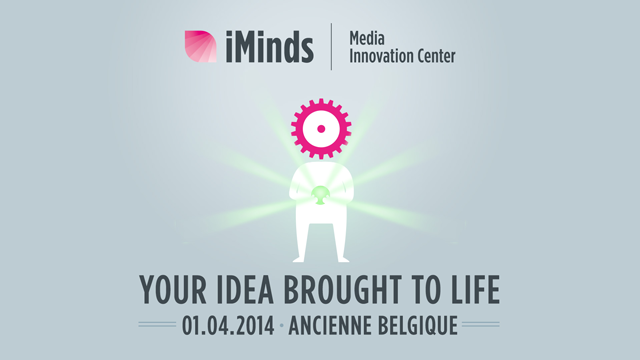 iMinds
Media
Innovation Center
YOUR IDEA BROUGHT TO LIFE
01.04.2014 · ANCIENNE BELGIQUE